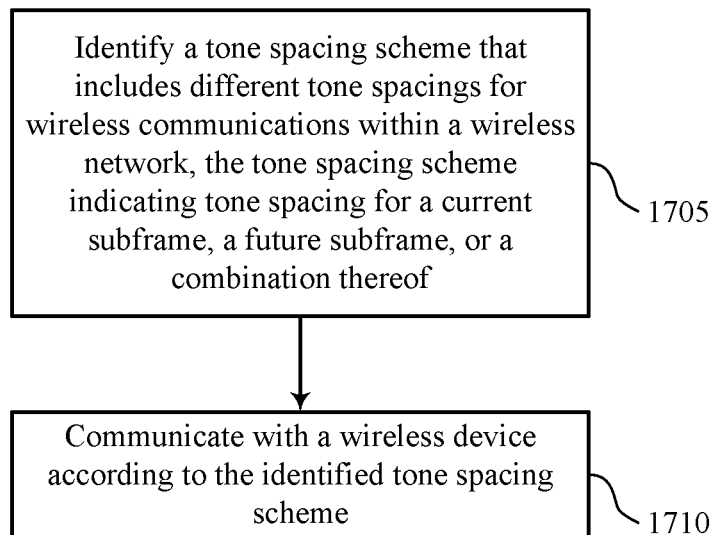 Identify a tone spacing scheme that
includes different tone spacings for
wireless communications within a wireless
network, the tone spacing scheme
indicating tone spacing for a current
subframe, a future subframe, or a
combination thereof
1705
Communicate with a wireless device
according to the identified tone spacing
scheme
1710